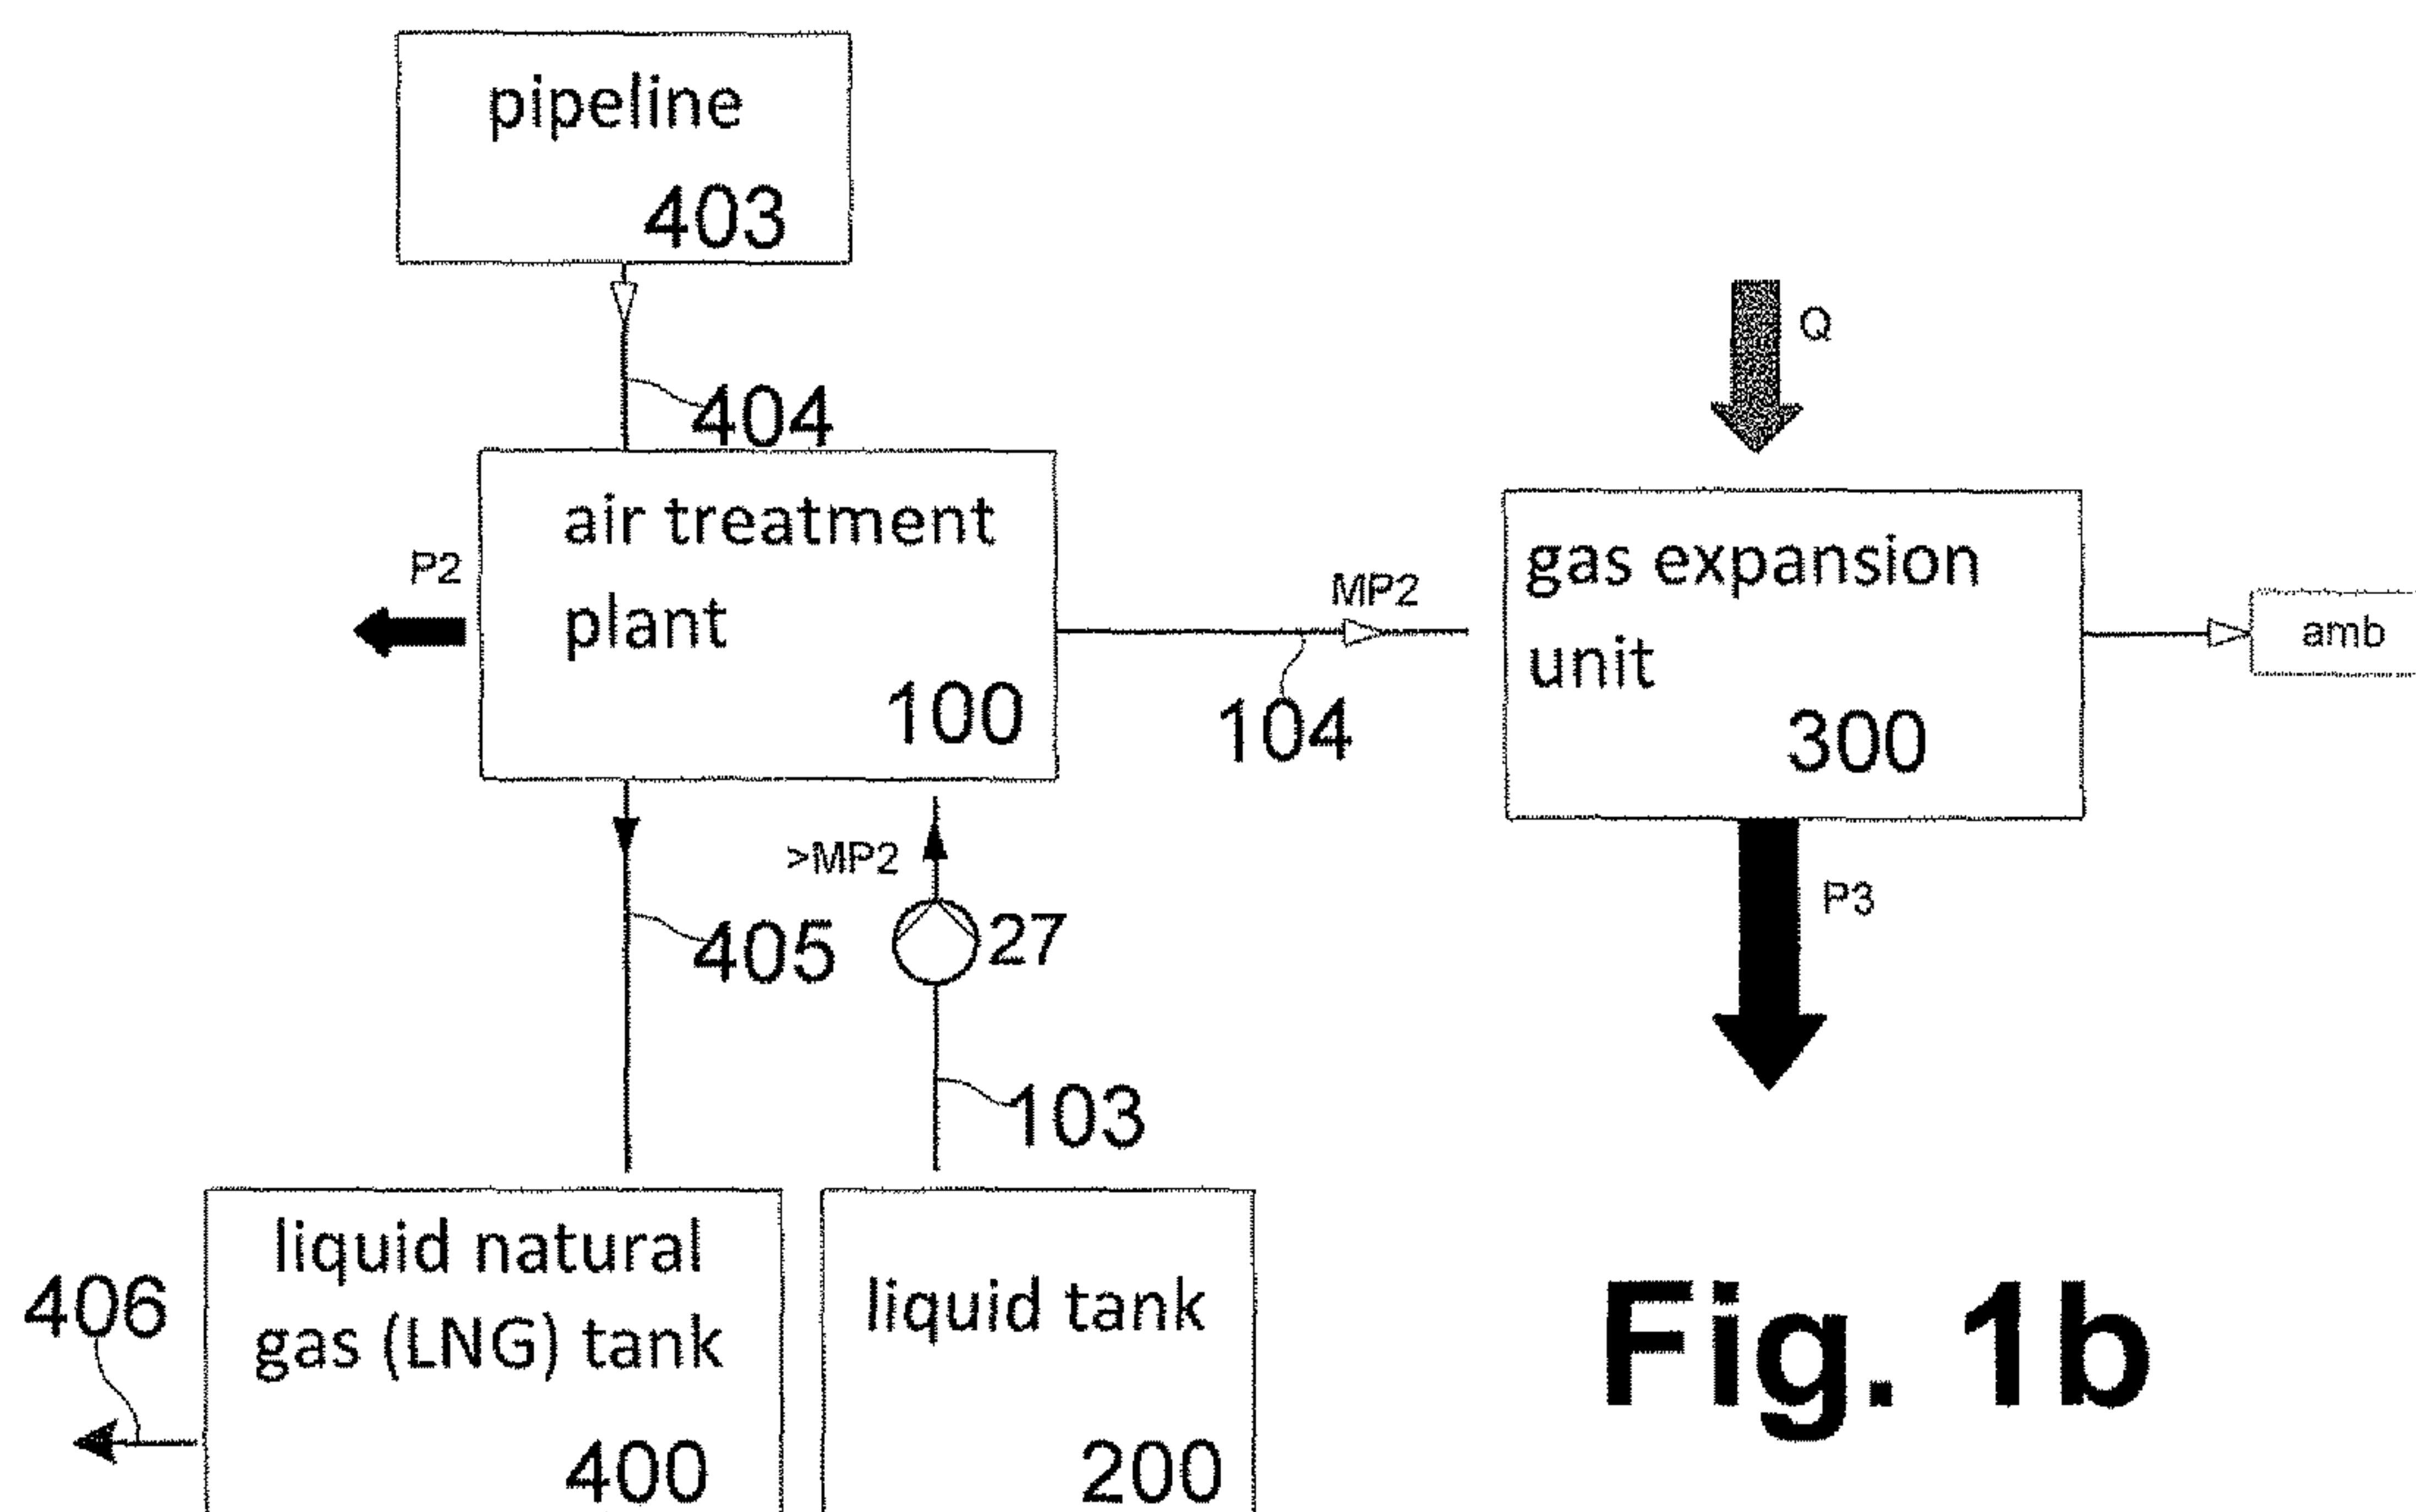 pipeline
403
404
Q
air treatment
plant
100
P2
MP2
104
gas expansion
unit
300
amb
>MP2
27
405
P3
103
406
liquid natural
gas (LNG) tank
400
liquid tank
200
Fig. 1b